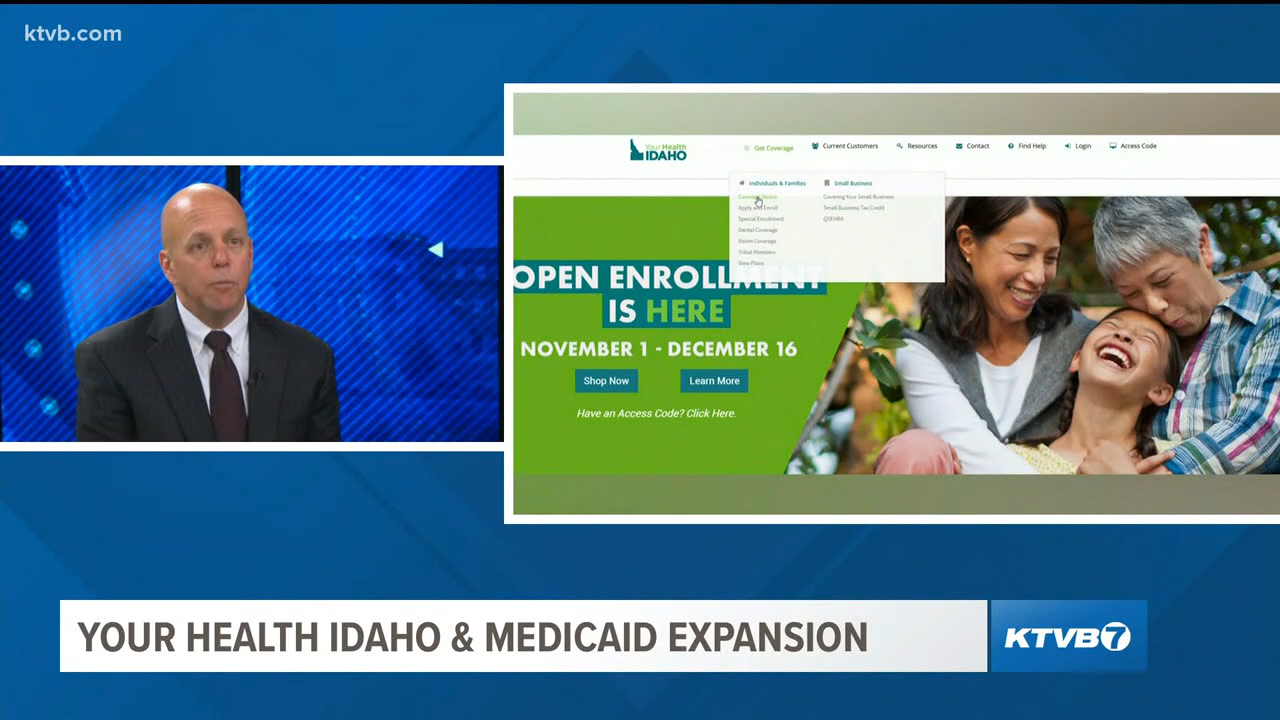 ktvb.com
Your Health
IDAHO
Get Coverage
Current Customers
Resources
Contact
Find Help
Login
Access Code
Individuals & Families
Small Business
Coverage Basics
Covering Your Small Business
Apply and Enroll
Small Business Tax Credit
Special Enrollment
QSEHRA
Dental Coverage
Vision Coverage
Tribal Members
View Plans
OPEN ENROLLMENT
IS HERE
NOVEMBER 1 - DECEMBER 16
Shop Now
Learn More
Have an Access Code? Click Here.
YOUR HEALTH IDAHO & MEDICAID EXPANSION
KTVB7